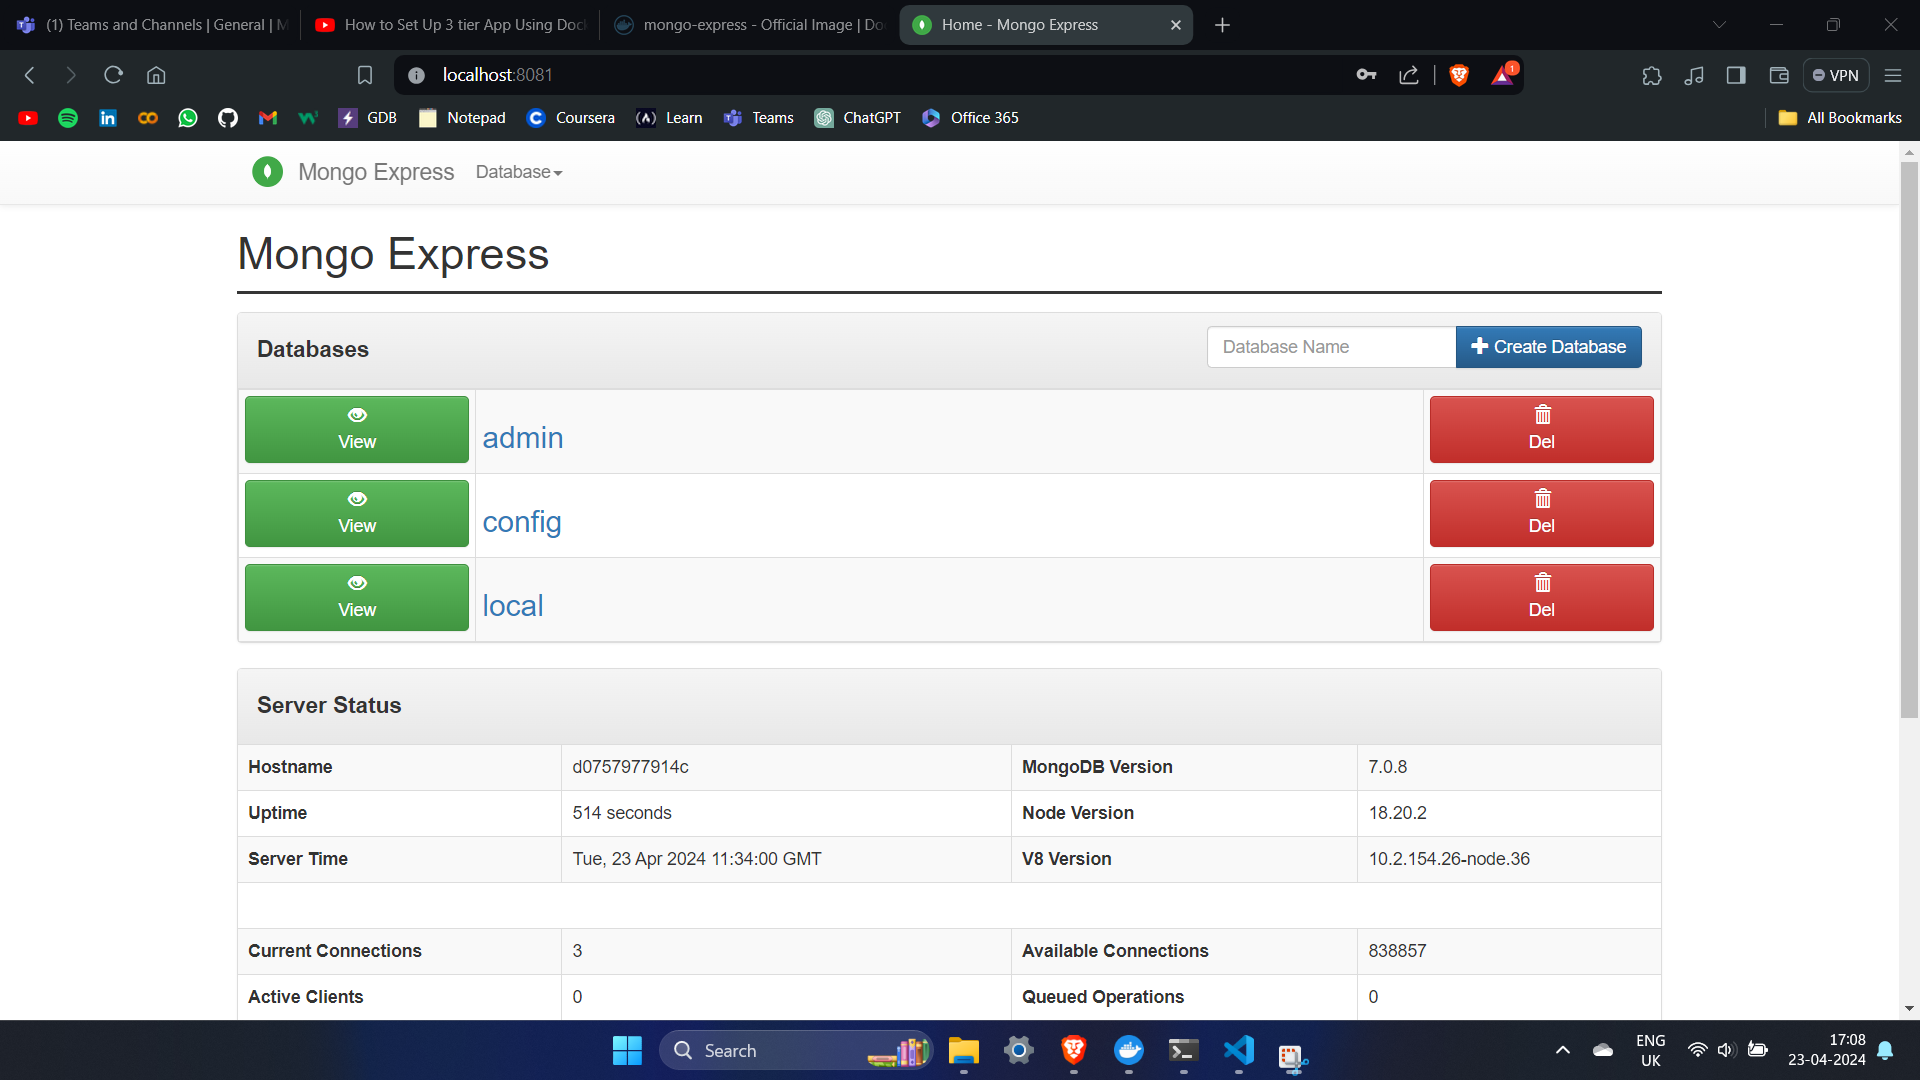 (1) Teams and Channels | General | M
How to Set Up 3 tier App Using Doc
mongo-express - Official Image | Do
Home - Mongo Express
localhost:8081
1
VPN
GDB
Notepad
Coursera
Learn
Teams
ChatGPT
Office 365
All Bookmarks
Mongo Express
Database
Mongo Express
Databases
Database Name
Create Database
View
admin
Del
View
config
Del
View
local
Del
Server Status
Hostname
d0757977914c
MongoDB Version
7.0.8
Uptime
514 seconds
Node Version
18.20.2
Server Time
Tue, 23 Apr 2024 11:34:00 GMT
V8 Version
10.2.154.26-node.36
Current Connections
3
Available Connections
838857
Active Clients
0
Queued Operations
0
Search
ENG
UK
17:08
23-04-2024